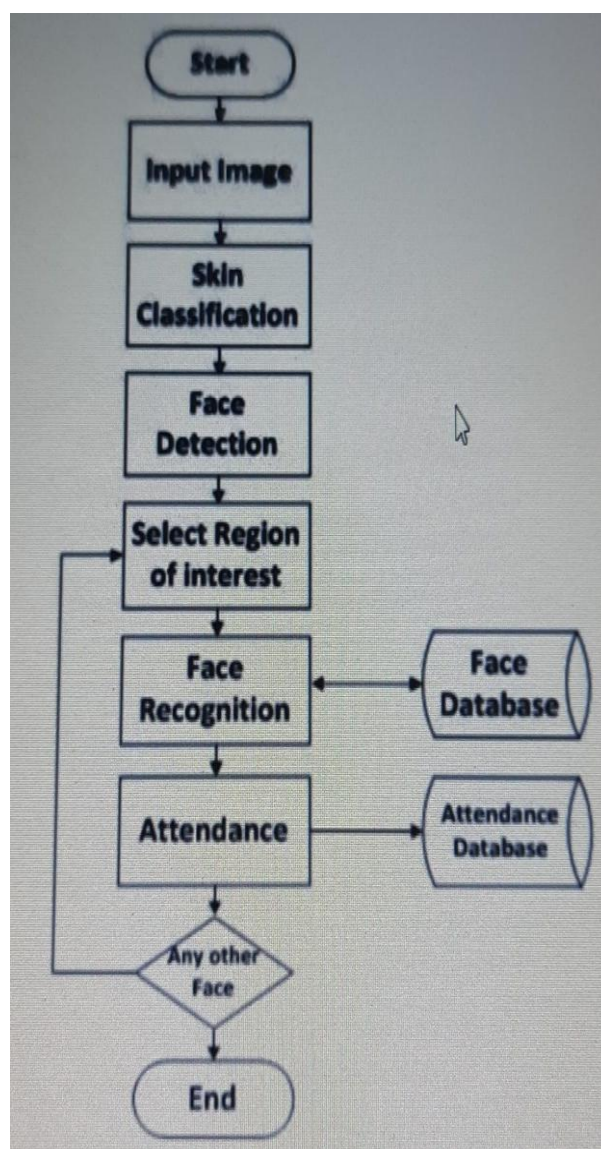 Start
Input Image
Skin
Classification
Face
Detection
Select Region
of interest
Face
Recognition
Face
Database
Attendance
Attendance
Database
Any other
Face
End